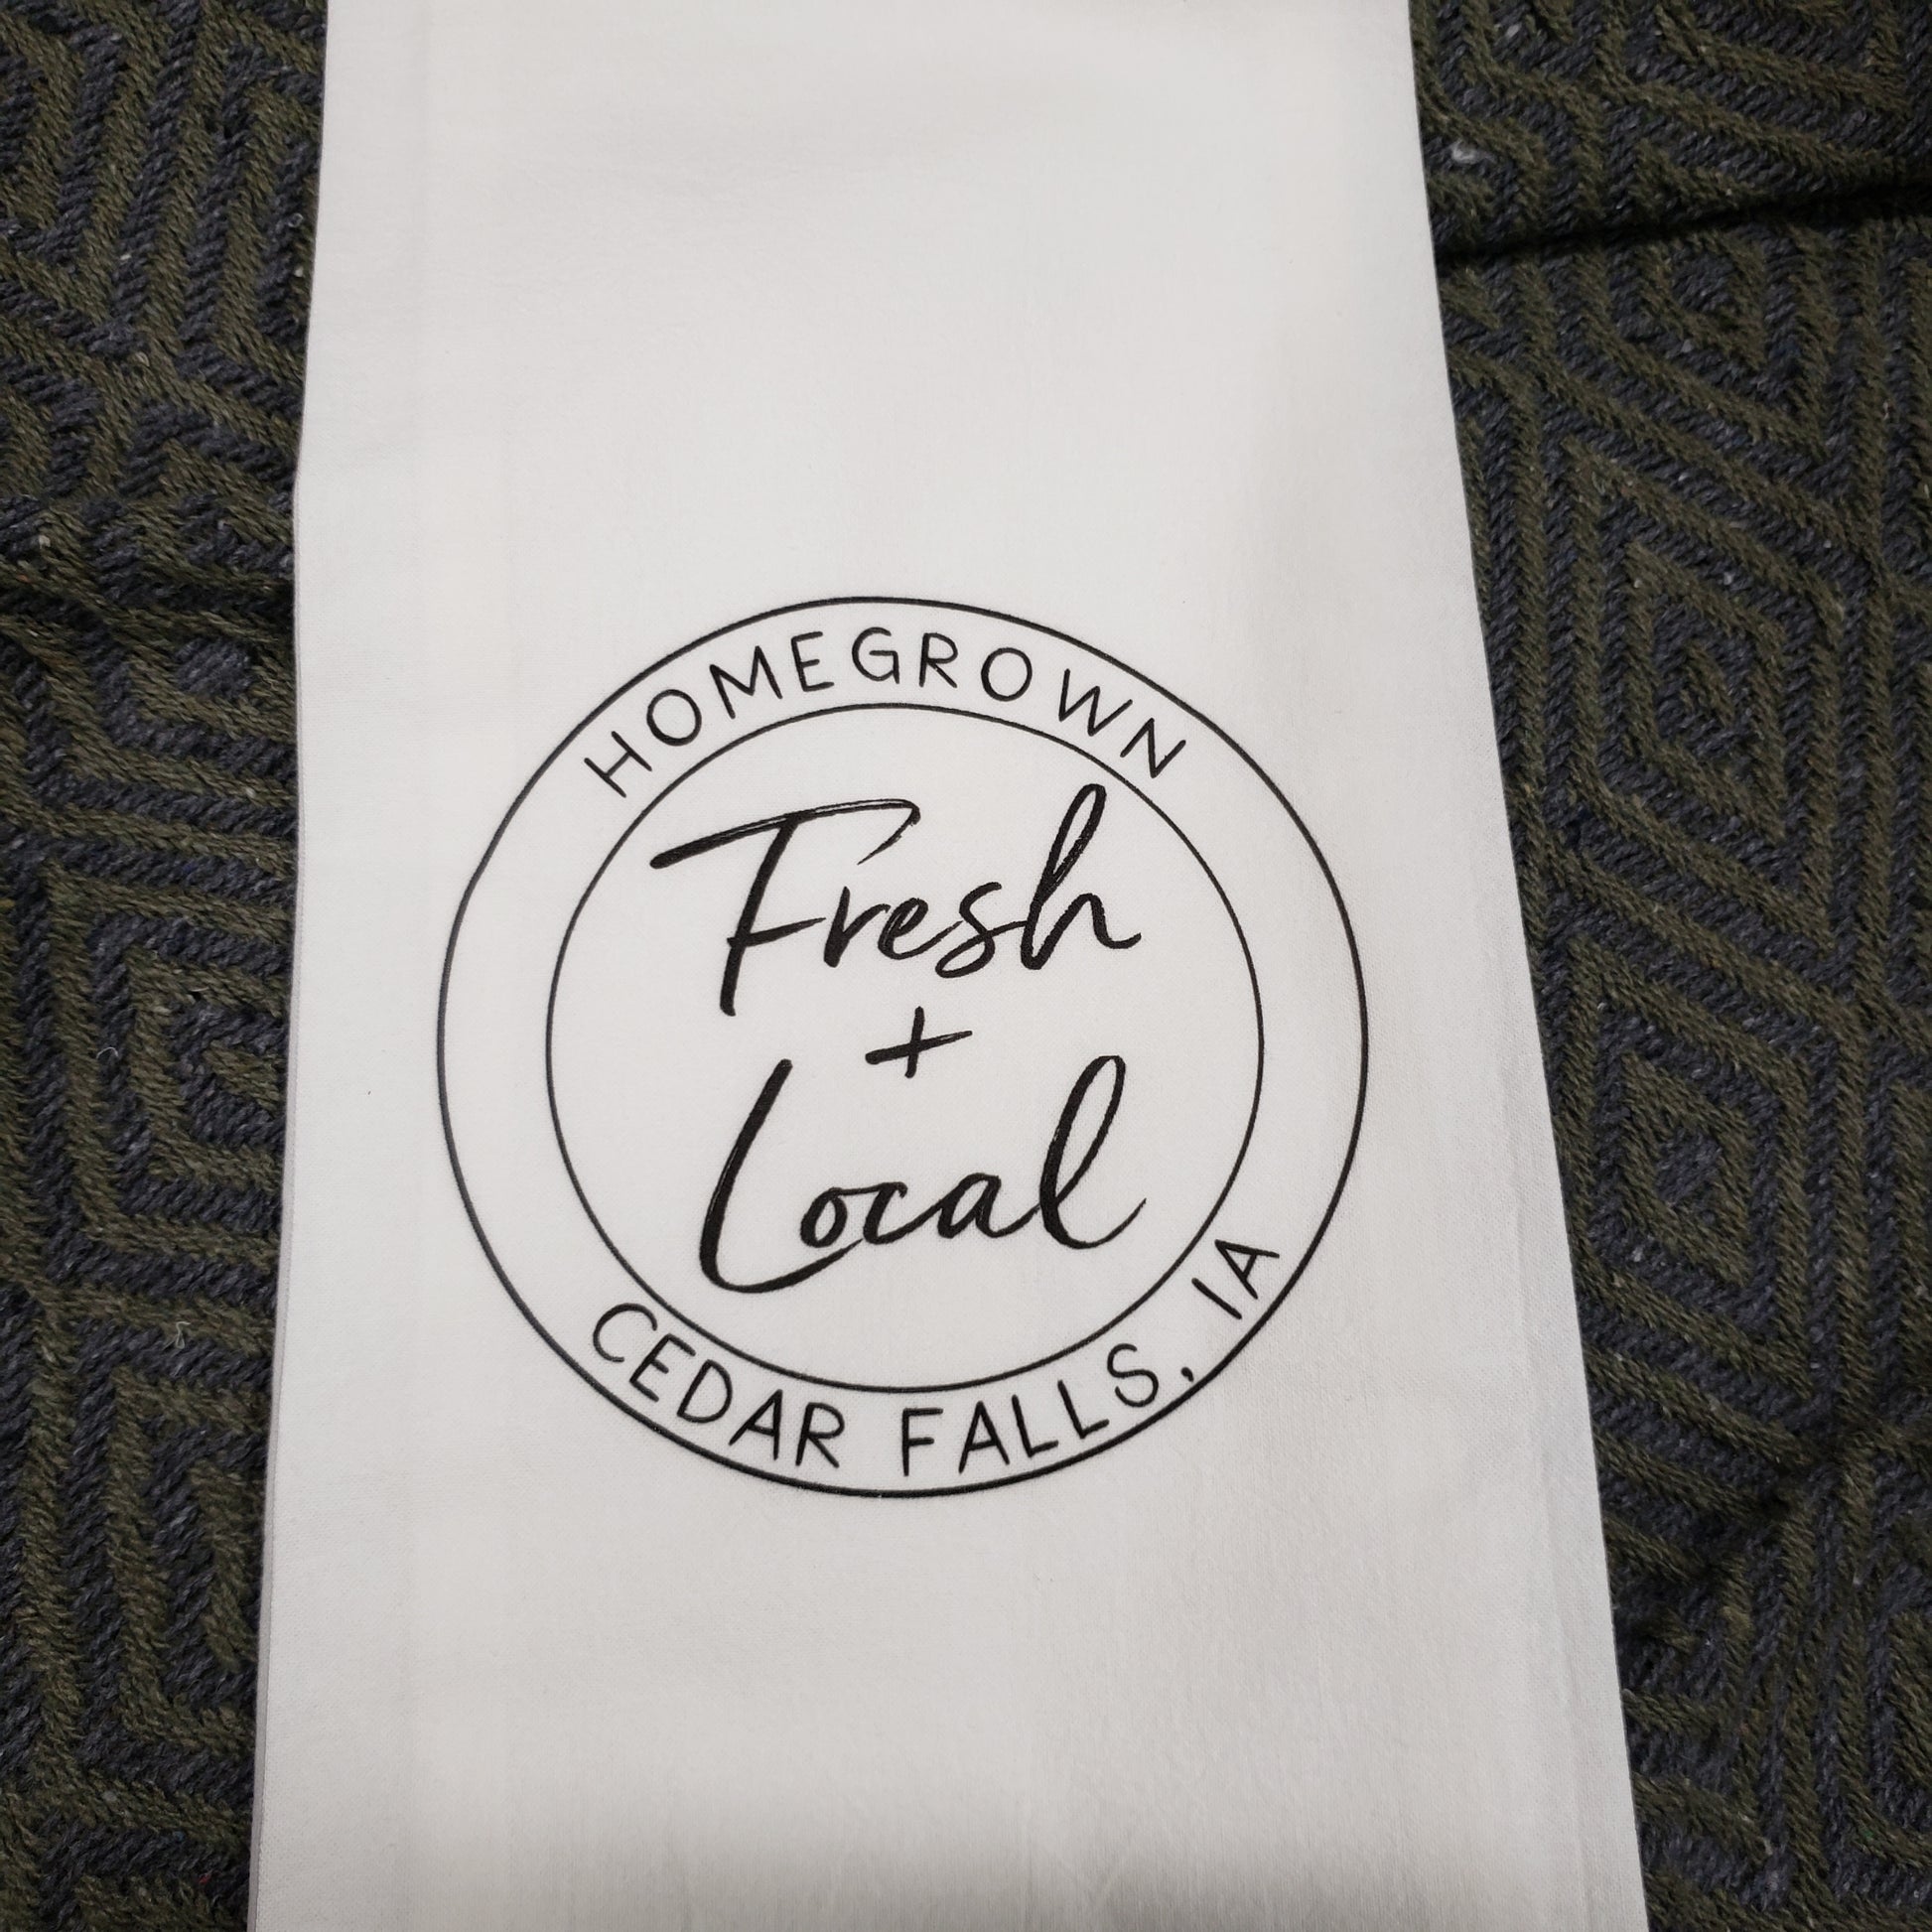 HOMEGROWN
Fresh
+
Local
CEDAR FALLS, IA